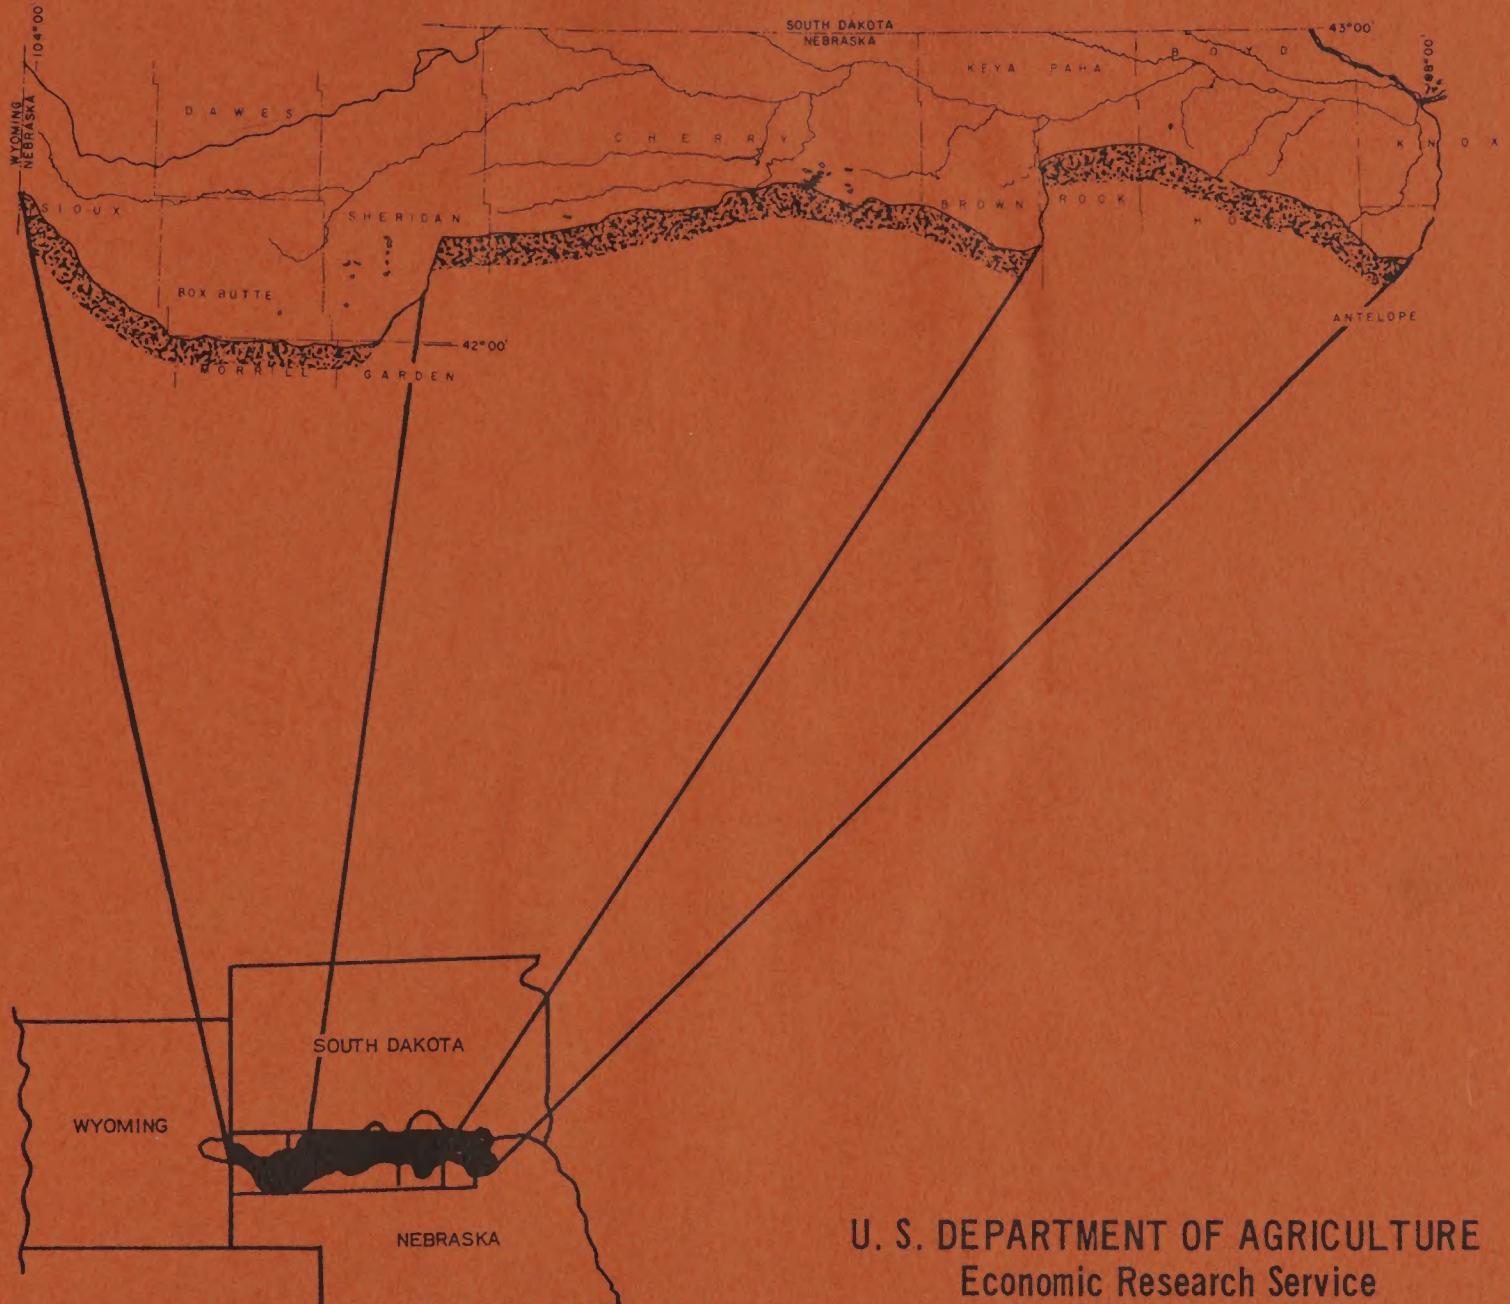 104°00'
SOUTH DAKOTA
NEBRASKA
43°00'
98°00'
WYOMING
NEBRASKA
DAWES
CHERRY
KEYA PAHA
BOYD
KNOX
SIOUX
SHERIDAN
BROWN
ROCK
BOX BUTTE
42°00'
MORRILL
GARDEN
ANTELOPE
SOUTH DAKOTA
WYOMING
NEBRASKA
U. S. DEPARTMENT OF AGRICULTURE
Economic Research Service